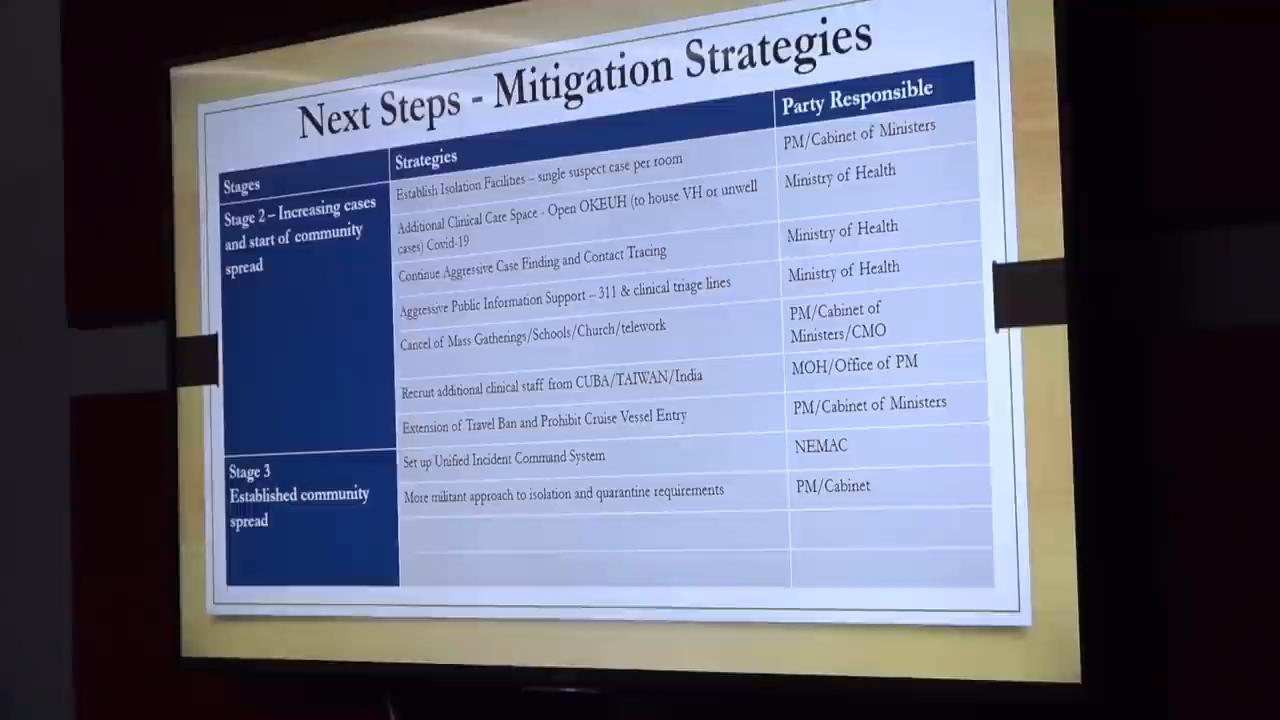 Next Steps - Mitigation Strategies
Stages
Strategies
Party Responsible
Stage 2 – Increasing cases
and start of community
spread
Establish Isolation Facilities – single suspect case per room
PM/Cabinet of Ministers
Additional Clinical Care Space - Open OKEUH (to house VH or unwell
cases) Covid-19
Ministry of Health
Continue Aggressive Case Finding and Contact Tracing
Ministry of Health
Aggressive Public Information Support – 311 & clinical triage lines
Ministry of Health
Cancel of Mass Gatherings/Schools/Church/telework
PM/Cabinet of
Ministers/CMO
Recruit additional clinical staff from CUBA/TAIWAN/India
MOH/Office of PM
Extension of Travel Ban and Prohibit Cruise Vessel Entry
PM/Cabinet of Ministers
Stage 3
Established community
spread
Set up Unified Incident Command System
NEMAC
More militant approach to isolation and quarantine requirements
PM/Cabinet